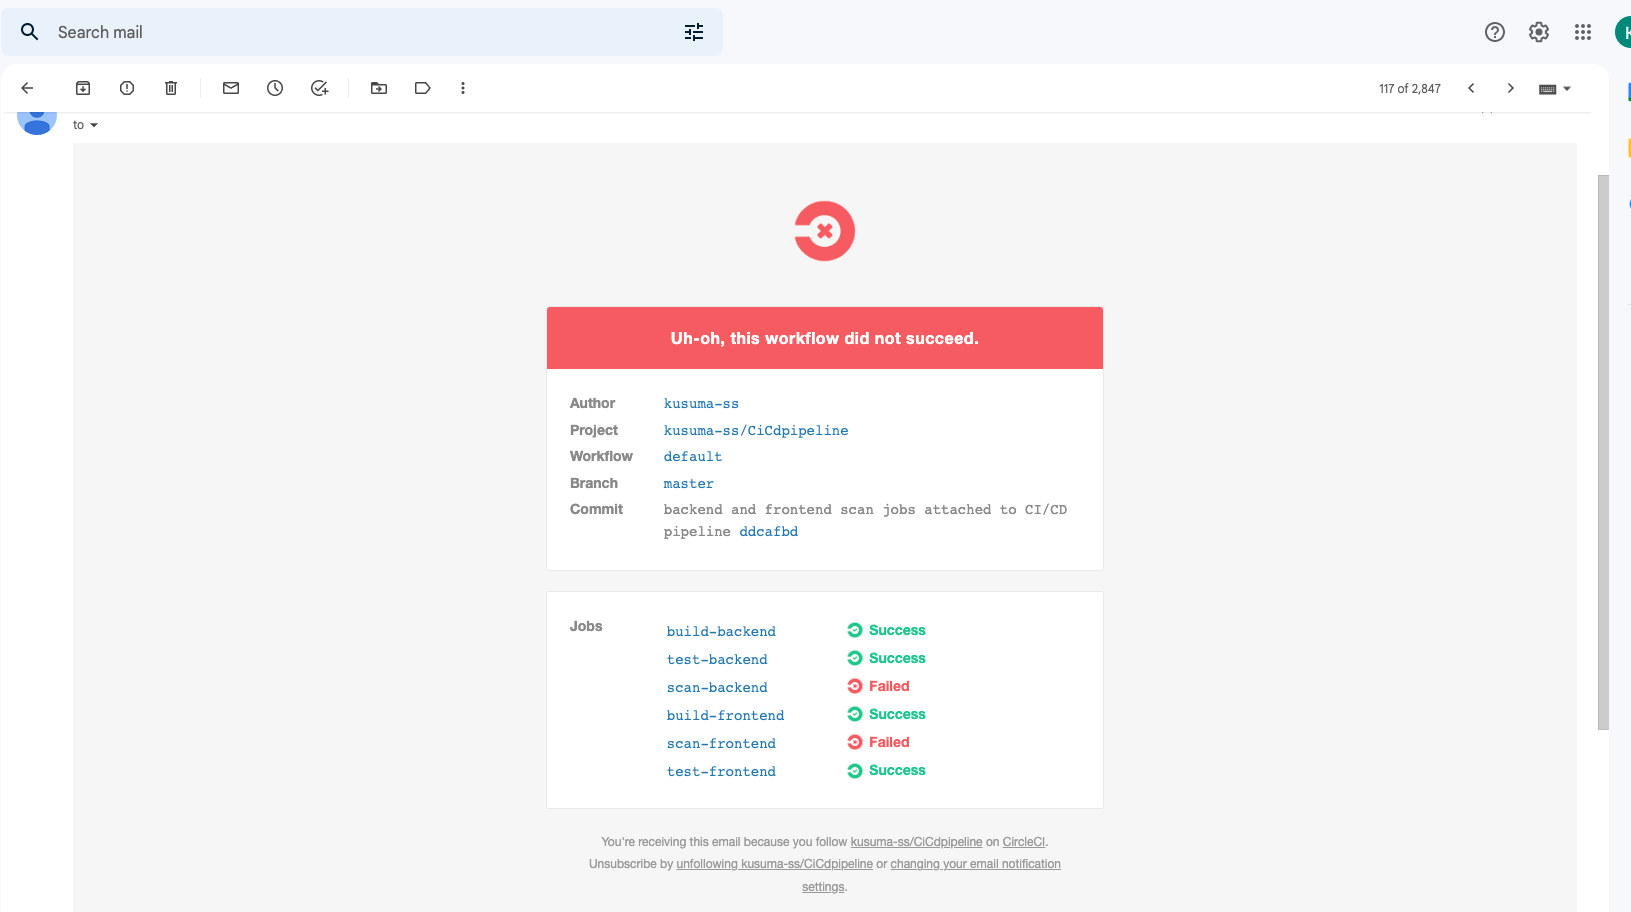 Search mail
117 of 2,847
to
Uh-oh, this workflow did not succeed.
Author kusuma-ss
Project kusuma-ss/CiCdpipeline
Workflow default
Branch master
Commit backend and frontend scan jobs attached to CI/CD
pipeline ddcafbd
Jobs
build-backend Success
test-backend Success
scan-backend Failed
build-frontend Success
scan-frontend Failed
test-frontend Success
You're receiving this email because you follow kusuma-ss/CiCdpipeline on CircleCI.
Unsubscribe by unfollowing kusuma-ss/CiCdpipeline or changing your email notification
settings.